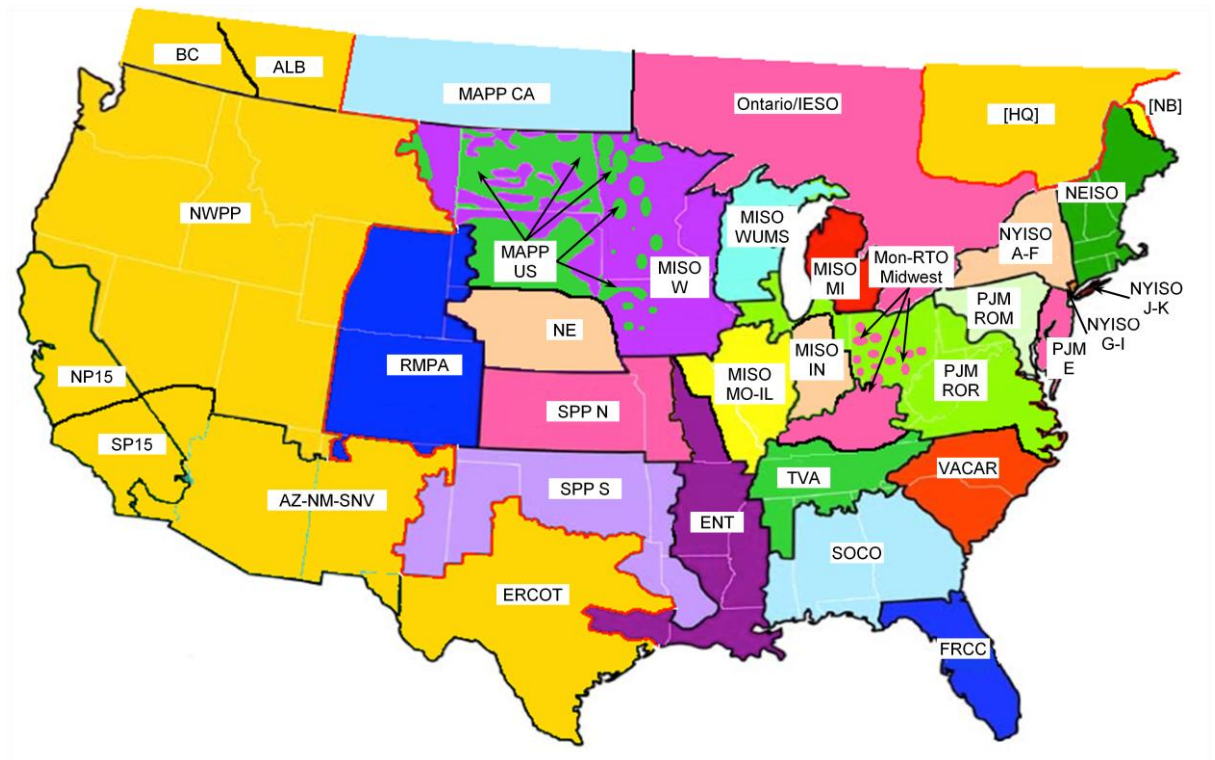 BC
ALB
MAPP CA
Ontario/IESO
[HQ]
[NB]
NWPP
NEISO
MISO
WUMS
NYISO
A-F
MAPP
US
MISO
W
MISO
MI
Mon-RTO
Midwest
NYISO
J-K
PJM
ROM
NYISO
G-I
NE
MISO
IN
PJM
E
NP15
RMPA
MISO
MO-IL
PJM
ROR
SPP N
SP15
VACAR
TVA
AZ-NM-SNV
SPP S
ENT
SOCO
ERCOT
FRCC